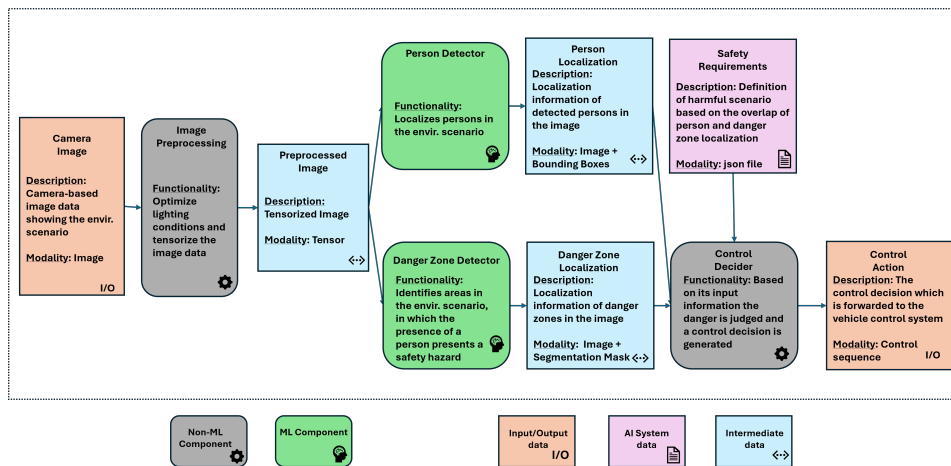 Camera
Image
Description:
Camera-based
image data
showing the envir.
scenario
Modality: Image
I/O
Image
Preprocessing
Functionality:
Optimize
lighting
conditions and
tensorize the
image data
Preprocessed
Image
Description:
Tensorized Image
Modality: Tensor
Person Detector
Functionality:
Localizes persons in
the envir. scenario
Danger Zone Detector
Functionality:
Identifies areas in
the envir. scenario,
in which the
presence of a
person presents a
safety hazard
Person
Localization
Description:
Localization
information of
detected persons in
the image
Modality: Image +
Bounding Boxes
Danger Zone
Localization
Description:
Localization
information of danger
zones in the image
Modality: Image +
Segmentation Mask
Safety
Requirements
Description: Definition
of harmful scenario
based on the overlap of
person and danger
zone localization
Modality: json file
Control
Decider
Functionality: Based
on its input
information the
danger is judged and
a control decision is
generated
Control
Action
Description: The
control decision which
is forwarded to the
vehicle control system
Modality: Control
sequence
I/O
Non-ML
Component
ML Component
Input/Output
data
I/O
AI System
data
Intermediate
data